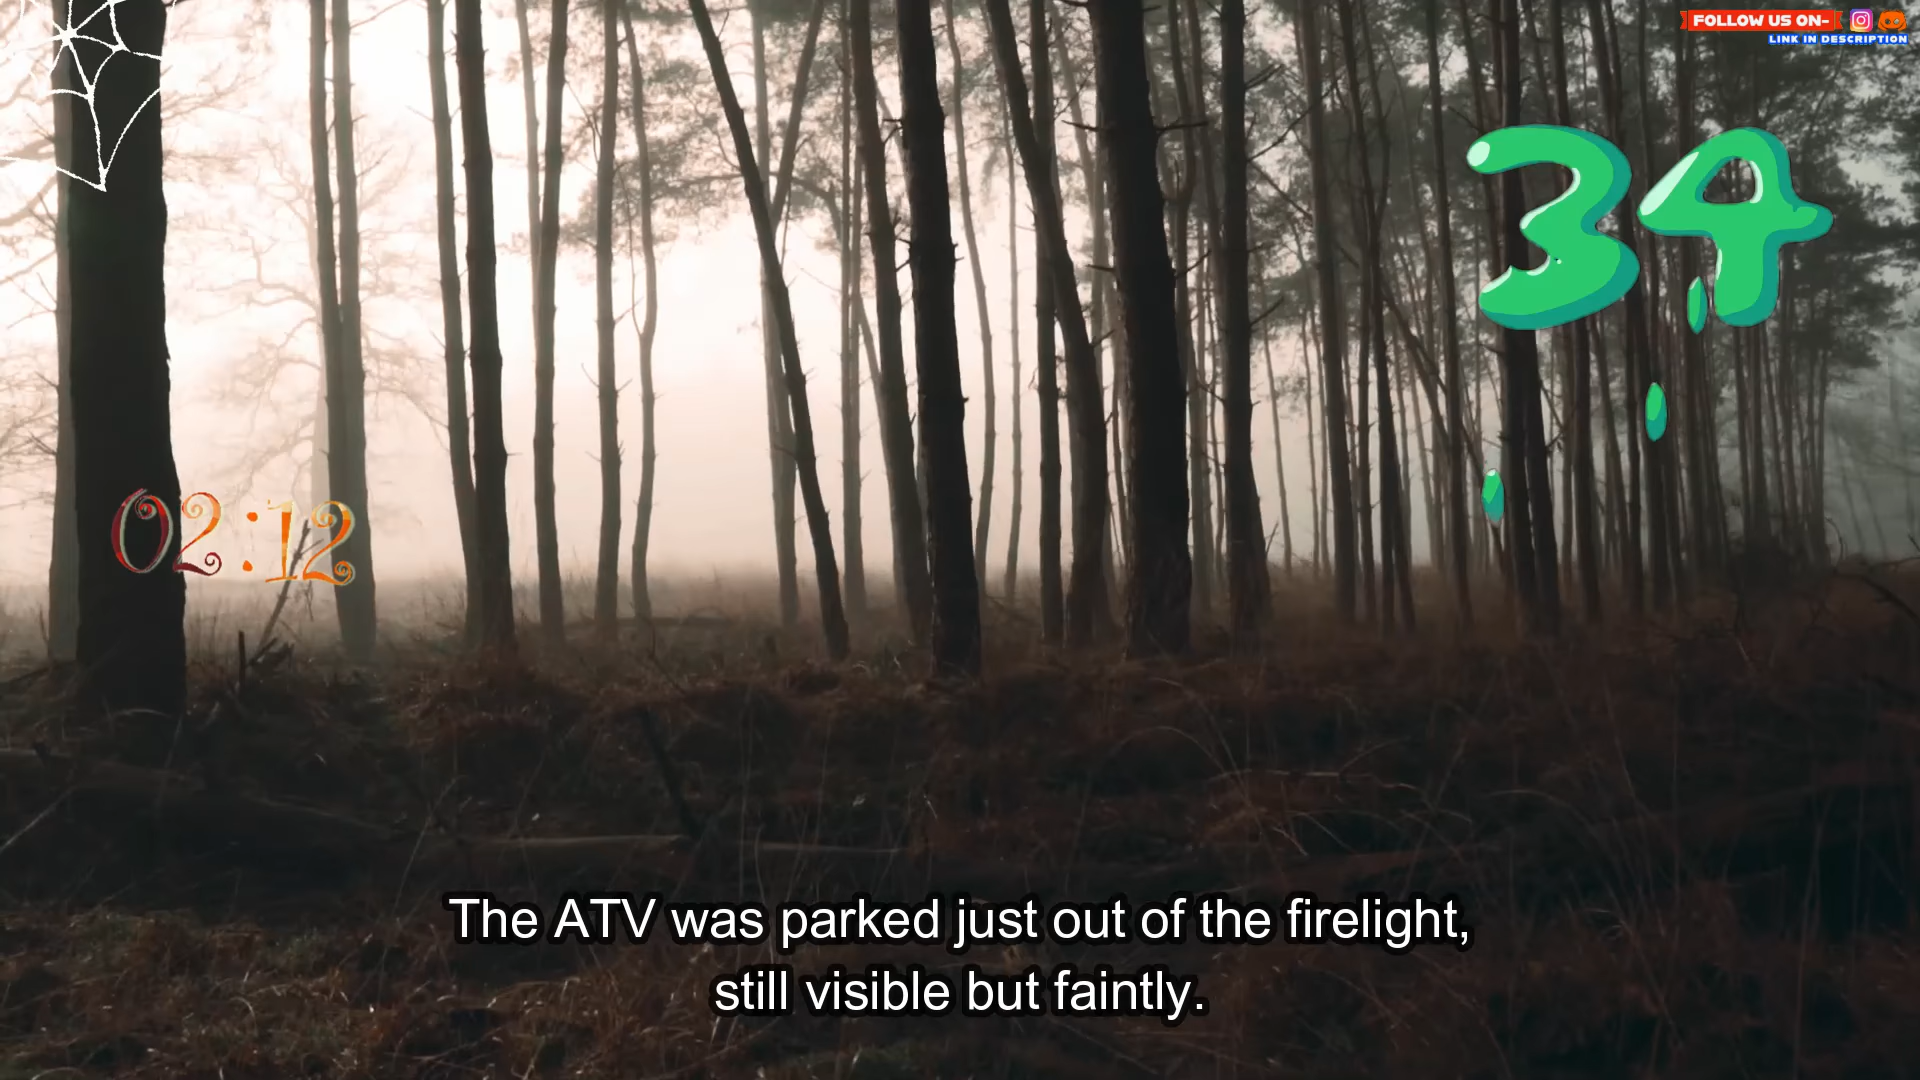 FOLLOW US ON-
LINK IN DESCRIPTION
34
02:12
The ATV was parked just out of the firelight,
still visible but faintly.